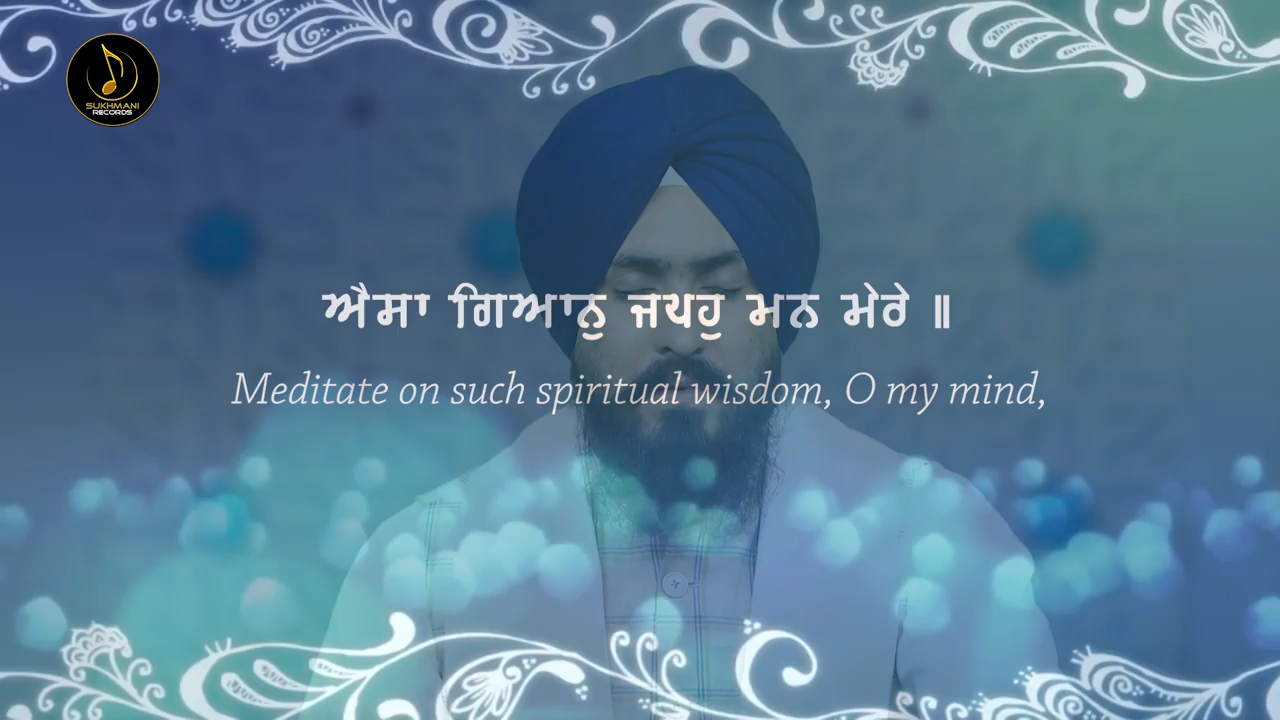 SUKHMANI
RECORDS
ਐਸਾ ਗਿਆਨੁ ਜਪਹੁ ਮਨ ਮੇਰੇ ॥
Meditate on such spiritual wisdom, O my mind,